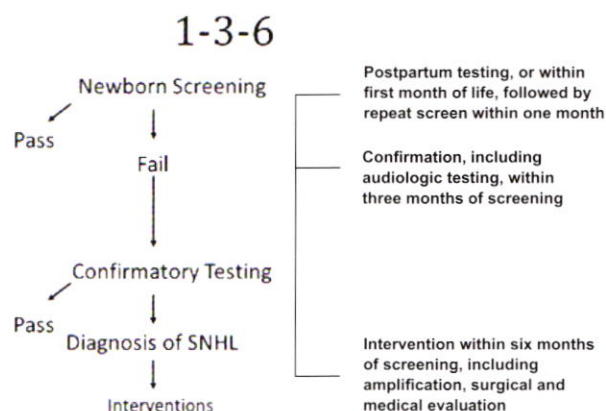 1-3-6
Newborn Screening
Pass
Fail
Confirmatory Testing
Pass
Diagnosis of SNHL
Interventions
Postpartum testing, or within
first month of life, followed by
repeat screen within one month
Confirmation, including
audiologic testing, within
three months of screening
Intervention within six months
of screening, including
amplification, surgical and
medical evaluation